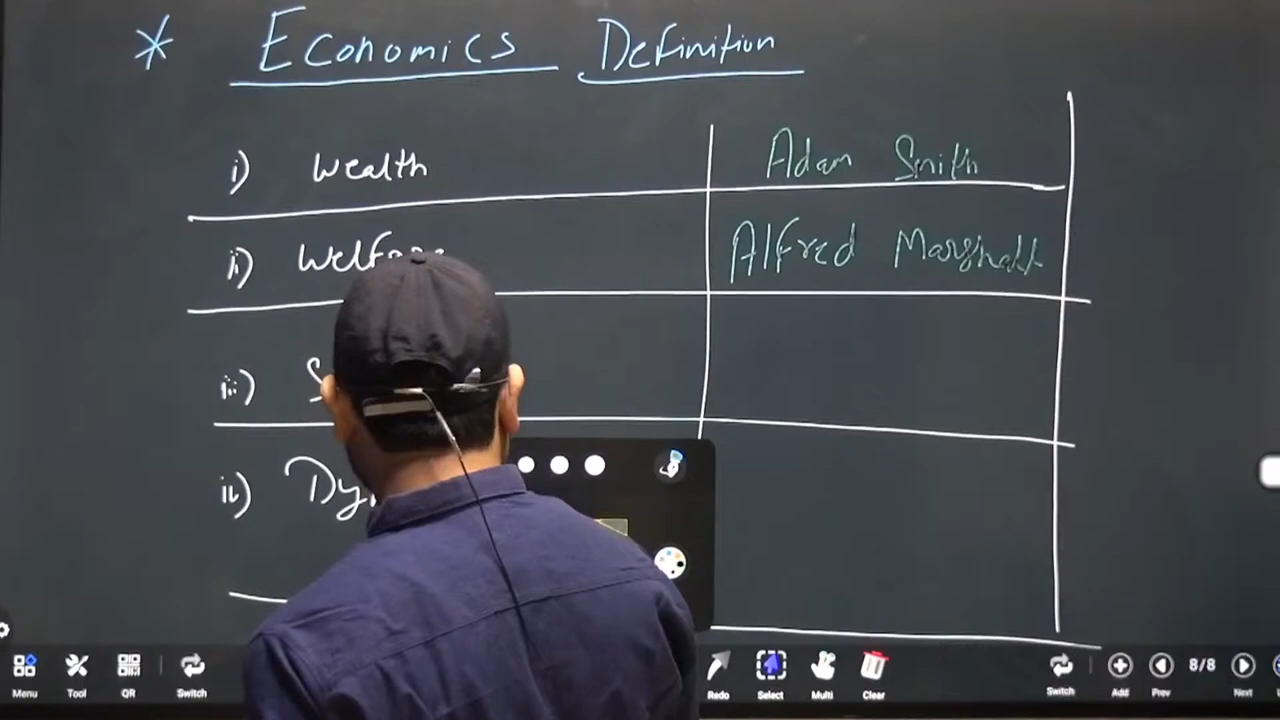 * Economics Definition
i) Wealth Adam Smith
ii) Alfred Marshall
iii)
iv)
Menu Tool QR Switch Redo Select Multi Clear Switch Add Prev 8/8 Next